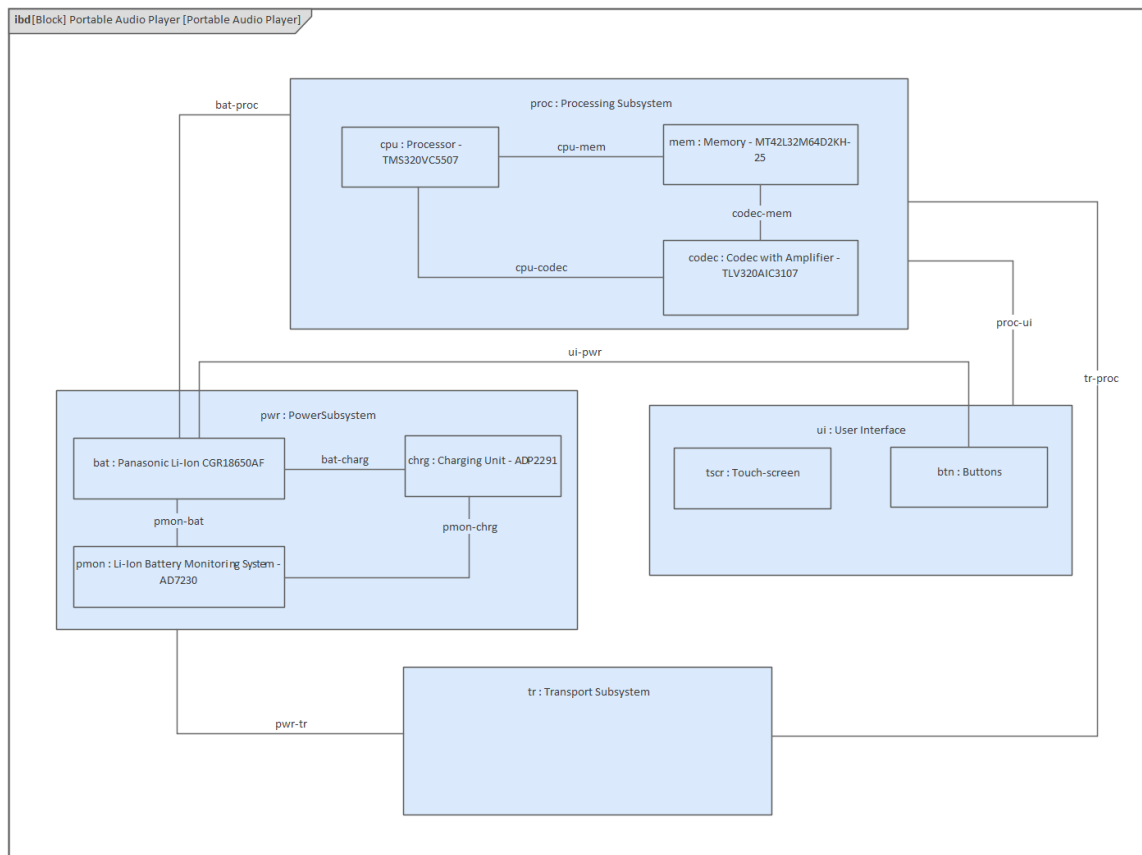 ibd [Block] Portable Audio Player [Portable Audio Player]
bat-proc
proc : Processing Subsystem
cpu : Processor -
TMS320VC5507
cpu-mem
mem : Memory - MT42L32M64D2KH-
25
codec-mem
cpu-codec
codec : Codec with Amplifier -
TLV320AIC3107
proc-ui
ui-pwr
tr-proc
pwr : PowerSubsystem
bat : Panasonic Li-Ion CGR18650AF
bat-charg
chrg : Charging Unit - ADP2291
pmon-bat
pmon-chrg
pmon : Li-Ion Battery Monitoring System -
AD7230
ui : User Interface
tscr : Touch-screen
btn : Buttons
tr : Transport Subsystem
pwr-tr